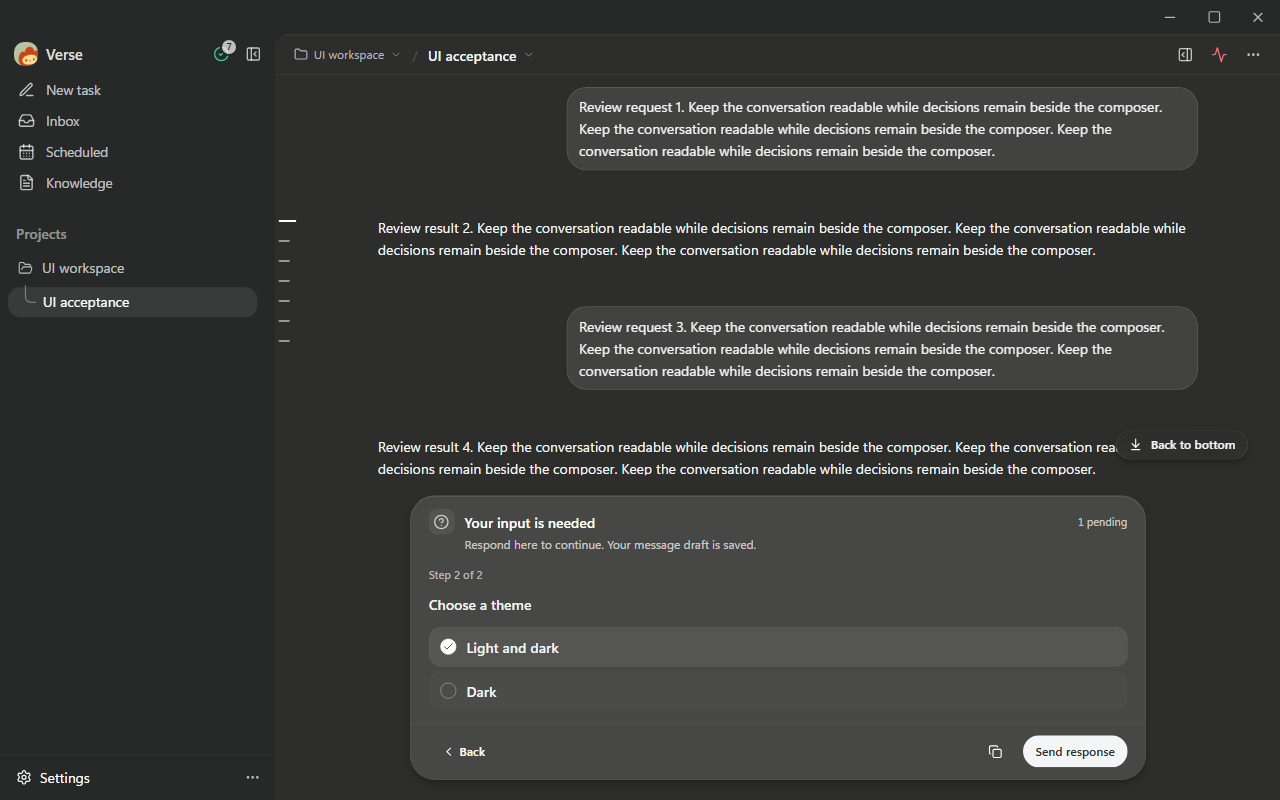 Verse
7
New task
Inbox
Scheduled
Knowledge
Projects
UI workspace
UI acceptance
Settings
UI workspace / UI acceptance
Review request 1. Keep the conversation readable while decisions remain beside the composer.
Keep the conversation readable while decisions remain beside the composer. Keep the
conversation readable while decisions remain beside the composer.
Review result 2. Keep the conversation readable while decisions remain beside the composer. Keep the conversation readable while
decisions remain beside the composer. Keep the conversation readable while decisions remain beside the composer.
Review request 3. Keep the conversation readable while decisions remain beside the composer.
Keep the conversation readable while decisions remain beside the composer. Keep the
conversation readable while decisions remain beside the composer.
Review result 4. Keep the conversation readable while decisions remain beside the composer. Keep the conversation
decisions remain beside the composer. Keep the conversation readable while decisions remain beside the composer.
Back to bottom
Your input is needed
1 pending
Respond here to continue. Your message draft is saved.
Step 2 of 2
Choose a theme
Light and dark
Dark
Back
Send response